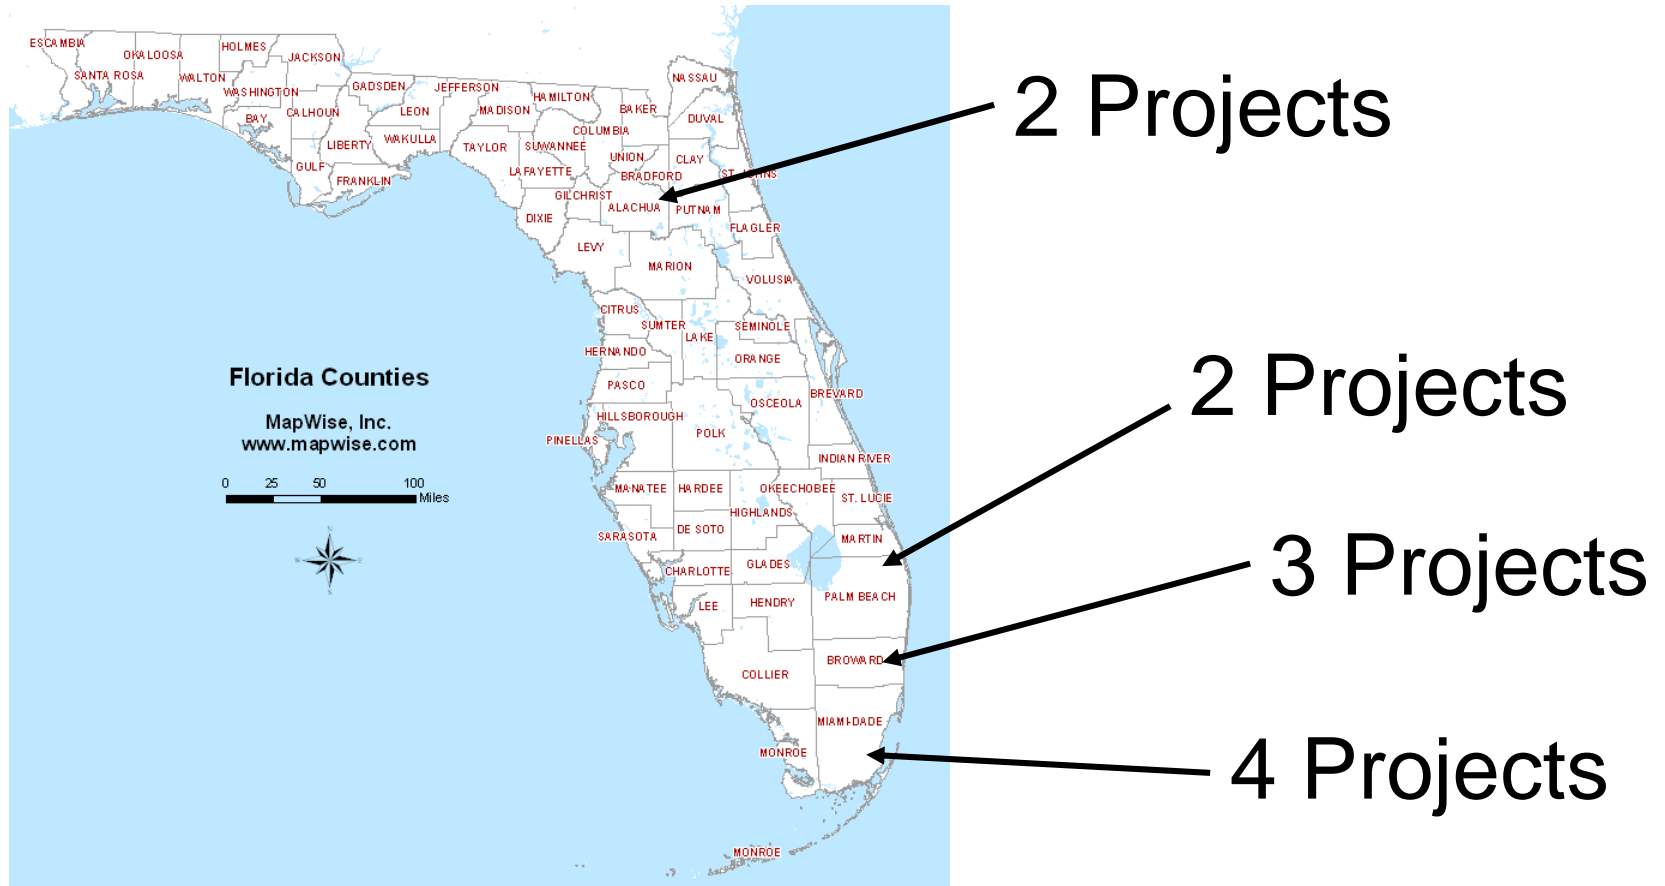 ESCAMBIA
SANTA ROSA
OKALOOSA
WALTON
HOLMES
WASHINGTON
BAY
JACKSON
CALHOUN
GULF
LIBERTY
FRANKLIN
GADSDEN
LEON
WAKULLA
JEFFERSON
MADISON
TAYLOR
HAMILTON
SUWANNEE
LAFAYETTE
DIXIE
COLUMBIA
GILCHRIST
BAKER
UNION
BRADFORD
ALACHUA
NASSAU
DUVAL
CLAY
ST. JOHNS
PUTNAM
FLAGLER
LEVY
MARION
VOLUSIA
CITRUS
SUMTER
LAKE
SEMINOLE
HERNANDO
ORANGE
PASCO
OSCEOLA
BREVARD
HILLSBOROUGH
PINELLAS
POLK
INDIAN RIVER
MANATEE
HARDEE
OKEECHOBEE
ST. LUCIE
HIGHLANDS
SARASOTA
DE SOTO
MARTIN
CHARLOTTE
GLADES
LEE
HENDRY
PALM BEACH
COLLIER
BROWARD
MIAMI-DADE
MONROE
MONROE
Florida Counties
MapWise, Inc.
www.mapwise.com
0 25 50 100
Miles
2 Projects
2 Projects
3 Projects
4 Projects